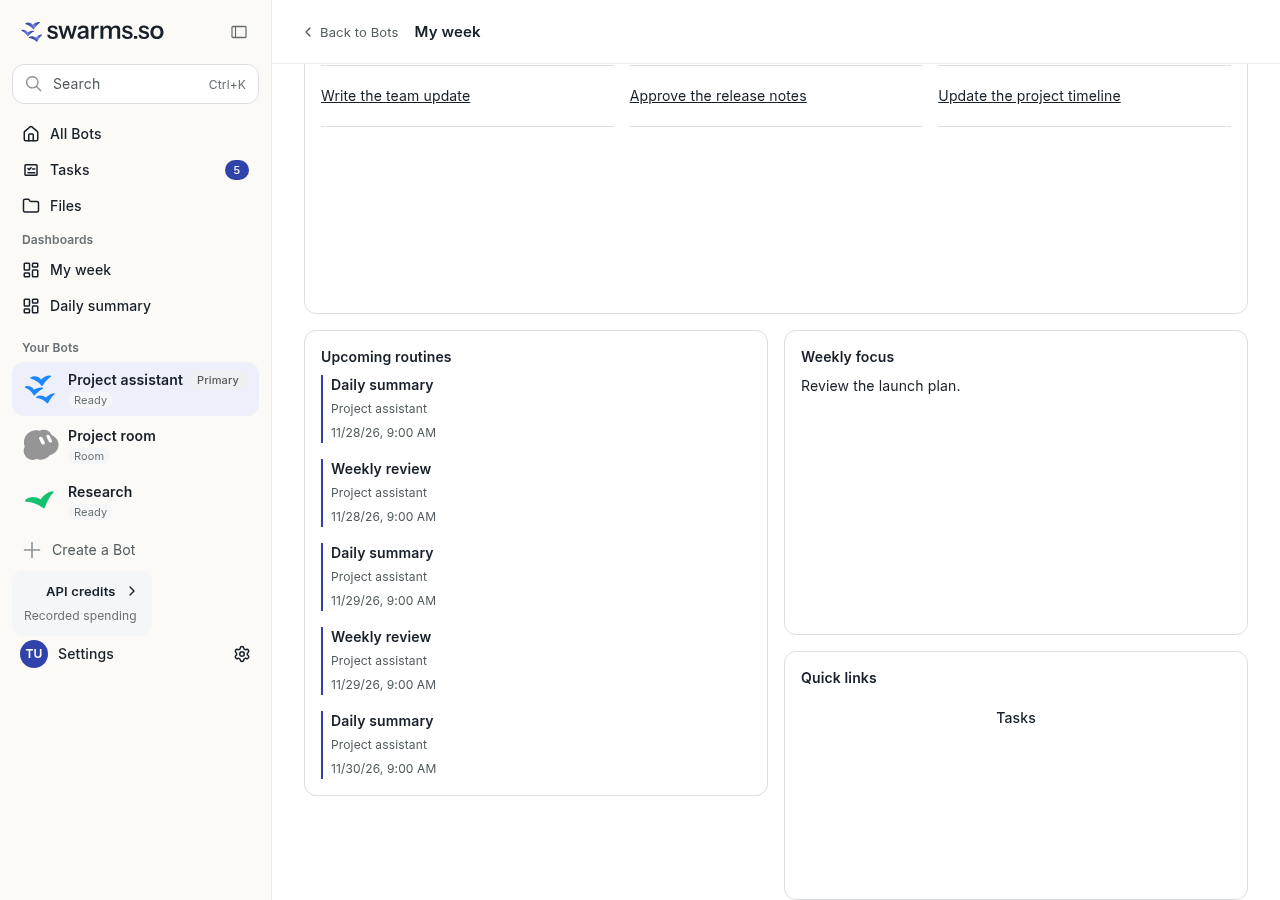 swarms.so
Search Ctrl+K
All Bots
Tasks 5
Files
Dashboards
My week
Daily summary
Your Bots
Project assistant Primary
Ready
Project room
Room
Research
Ready
Create a Bot
API credits
Recorded spending
TU Settings
Back to Bots My week
Write the team update Approve the release notes Update the project timeline
Upcoming routines
Daily summary
Project assistant
11/28/26, 9:00 AM
Weekly review
Project assistant
11/28/26, 9:00 AM
Daily summary
Project assistant
11/29/26, 9:00 AM
Weekly review
Project assistant
11/29/26, 9:00 AM
Daily summary
Project assistant
11/30/26, 9:00 AM
Weekly focus
Review the launch plan.
Quick links
Tasks